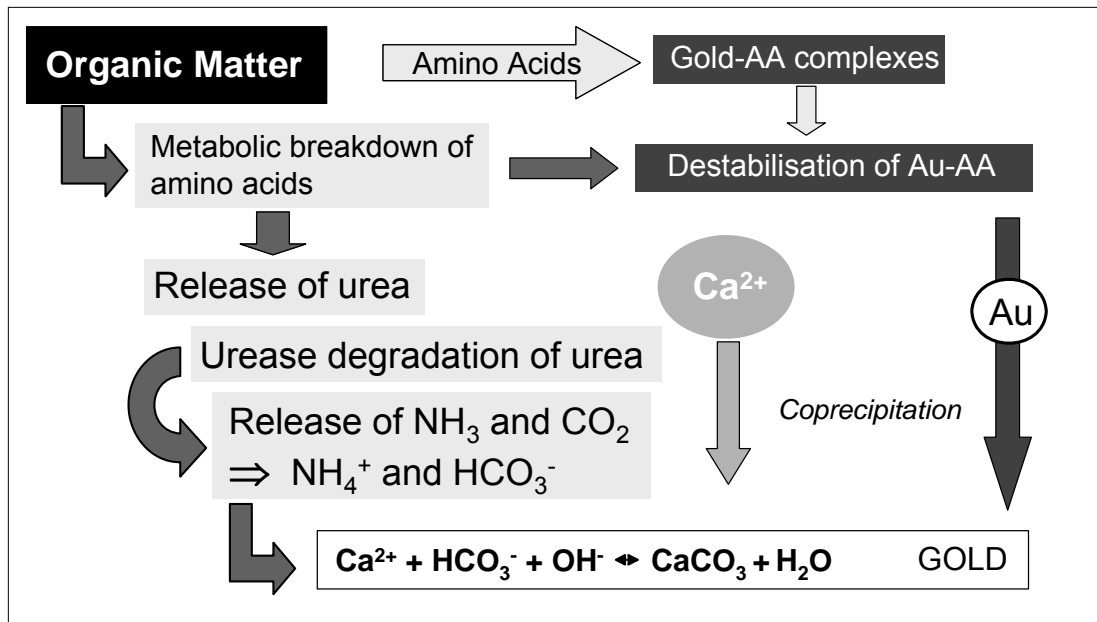 Organic Matter
Amino Acids
Gold-AA complexes
Metabolic breakdown of
amino acids
Destabilisation of Au-AA
Release of urea
Ca²⁺
Au
Urease degradation of urea
Coprecipitation
Release of NH₃ and CO₂
⇒ NH₄⁺ and HCO₃⁻
Ca²⁺ + HCO₃⁻ + OH⁻ ↔ CaCO₃ + H₂O GOLD